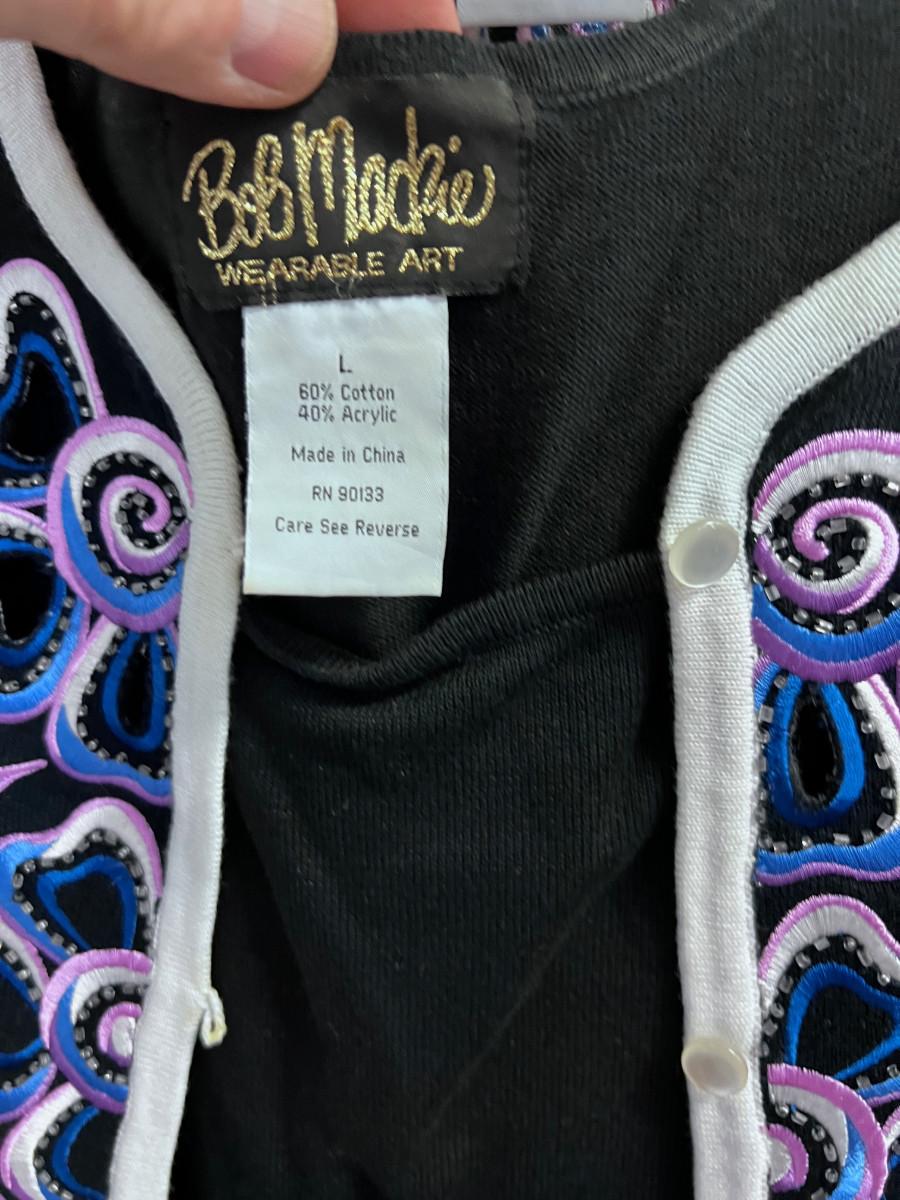 Bob Mackie
WEARABLE ART
L
60% Cotton
40% Acrylic
Made in China
RN 90133
Care See Reverse